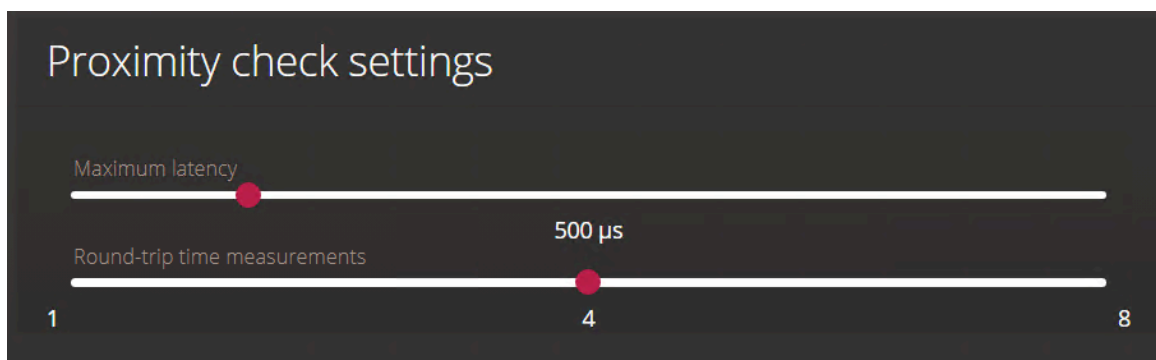 Proximity check settings
Maximum latency
500 µs
Round-trip time measurements
1 4 8